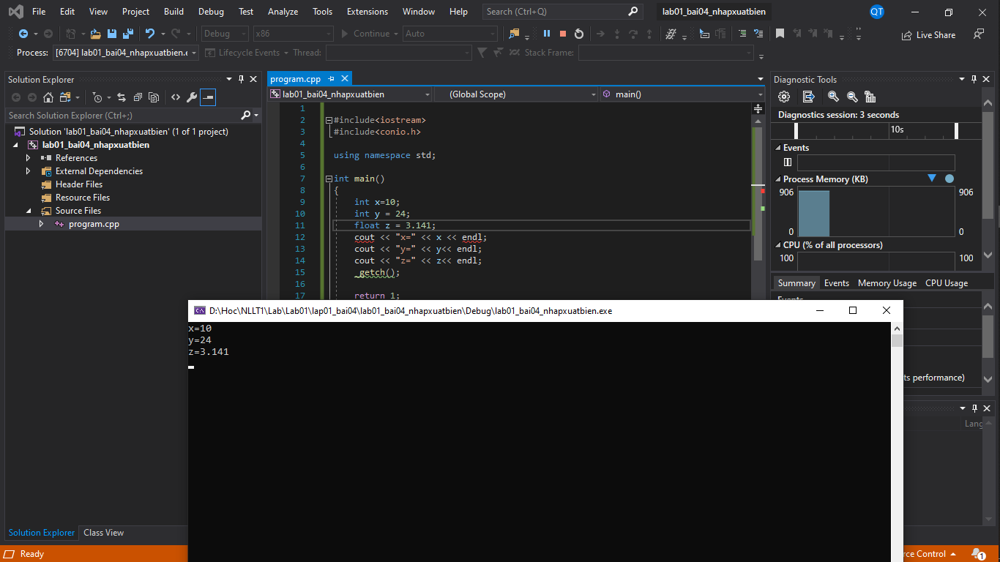 File Edit View Project Build Debug Test Analyze Tools Extensions Window Help Search (Ctrl+Q) lab01_bai04_nhapxuatbien QT
Debug x86 Continue Auto Live Share
Process: [6704] lab01_bai04_nhapxuatbien.e Lifecycle Events Thread: Stack Frame:
Solution Explorer
Search Solution Explorer (Ctrl+;)
Solution 'lab01_bai04_nhapxuatbien' (1 of 1 project)
lab01_bai04_nhapxuatbien
References
External Dependencies
Header Files
Resource Files
Source Files
program.cpp
Solution Explorer Class View
program.cpp
lab01_bai04_nhapxuatbien (Global Scope) main()
1
2 #include<iostream>
3 #include<conio.h>
4
5 using namespace std;
6
7 int main()
8 {
9 int x=10;
10 int y = 24;
11 float z = 3.141;
12 cout << "x=" << x << endl;
13 cout << "y=" << y<< endl;
14 cout << "z=" << z<< endl;
15 _getch();
16
17 return 1;
Diagnostic Tools
Diagnostics session: 3 seconds
10s
Events
Process Memory (KB)
906 906
0 0
CPU (% of all processors)
100 100
Summary Events Memory Usage CPU Usage
Events
ts performance)
Lang
D:\Hoc\NLLT1\Lab\Lab01\lap01_bai04\lab01_bai04_nhapxuatbien\Debug\lab01_bai04_nhapxuatbien.exe
x=10
y=24
z=3.141
Ready rce Control 1